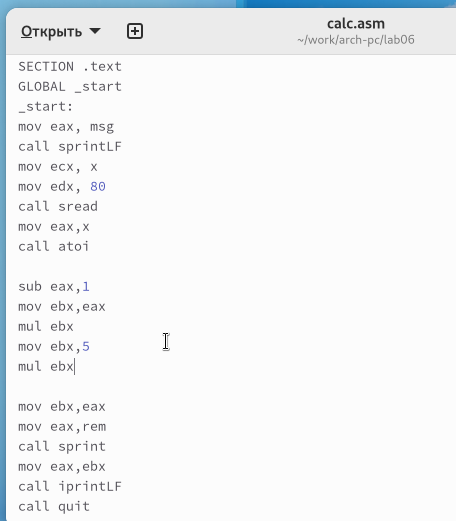 Открыть
calc.asm
~/work/arch-pc/lab06
SECTION .text
GLOBAL _start
_start:
mov eax, msg
call sprintLF
mov ecx, x
mov edx, 80
call sread
mov eax,x
call atoi
sub eax,1
mov ebx,eax
mul ebx
mov ebx,5
mul ebx
mov ebx,eax
mov eax,rem
call sprint
mov eax,ebx
call iprintLF
call quit